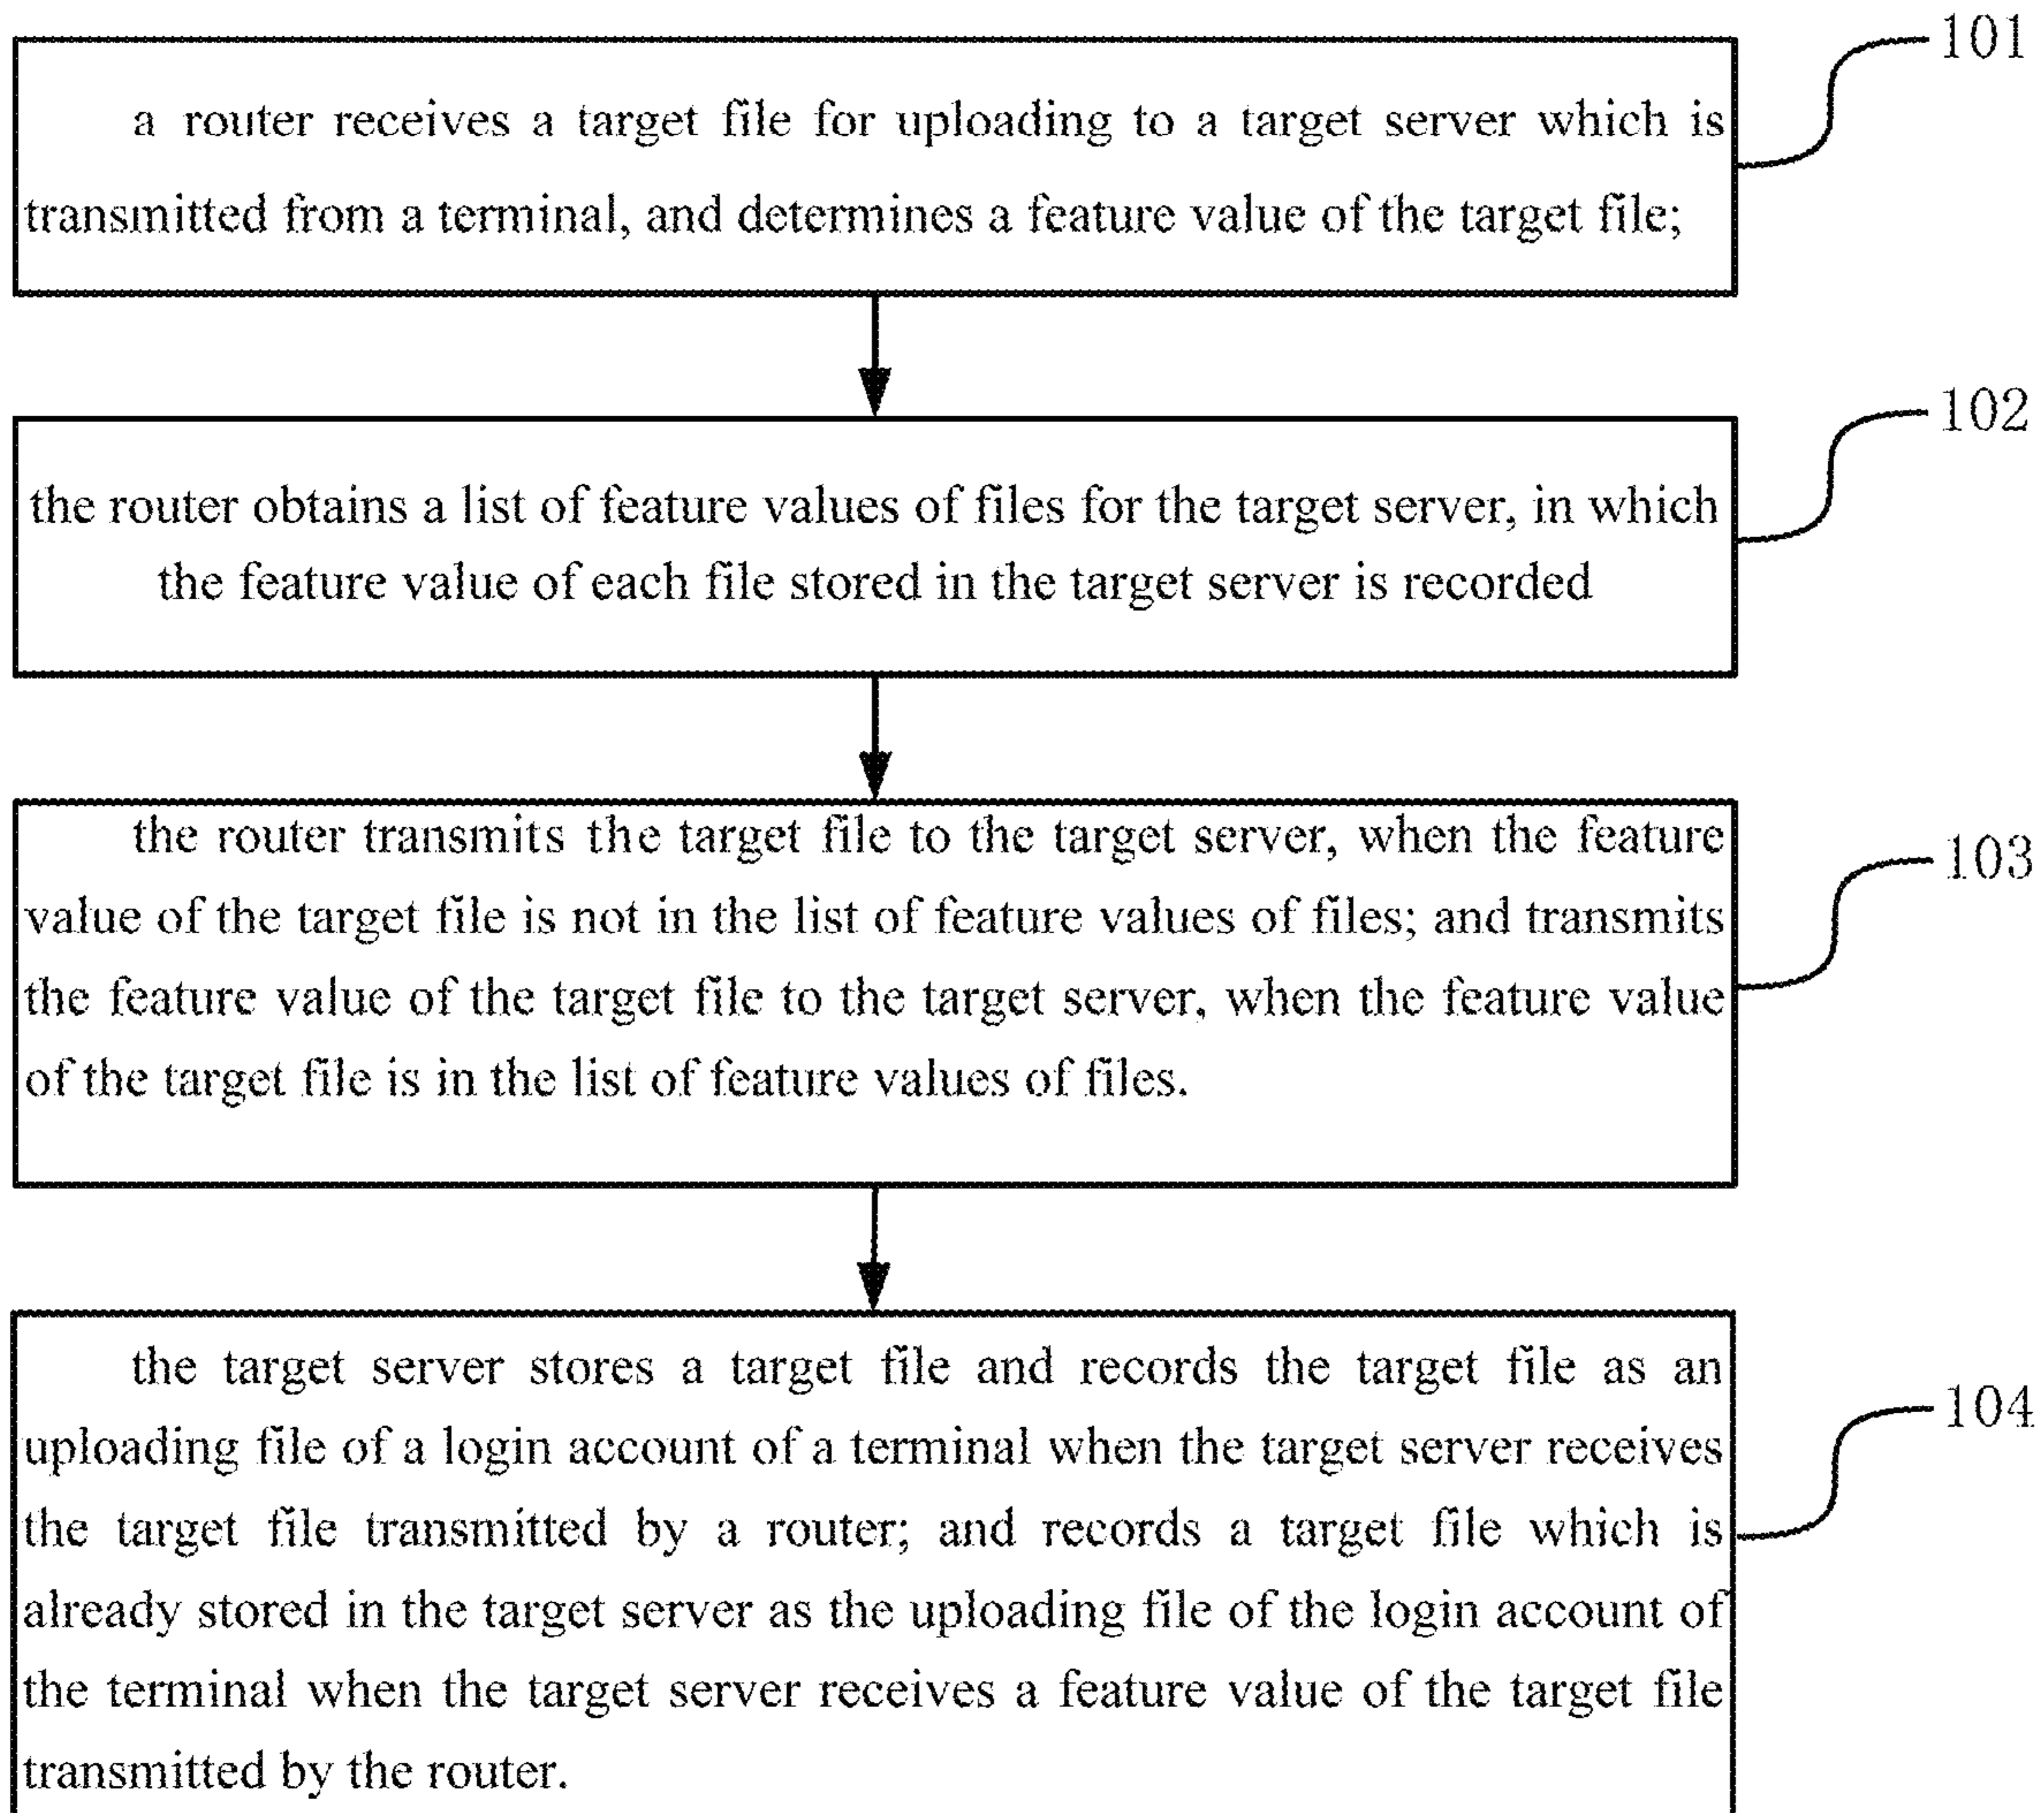 101
a router receives a target file for uploading to a target server which is
transmitted from a terminal, and determines a feature value of the target file;
102
the router obtains a list of feature values of files for the target server, in which
the feature value of each file stored in the target server is recorded
the router transmits the target file to the target server, when the feature
103
value of the target file is not in the list of feature values of files; and transmits
the feature value of the target file to the target server, when the feature value
of the target file is in the list of feature values of files.
the target server stores a target file and records the target file as an
104
uploading file of a login account of a terminal when the target server receives
the target file transmitted by a router; and records a target file which is
already stored in the target server as the uploading file of the login account of
the terminal when the target server receives a feature value of the target file
transmitted by the router.